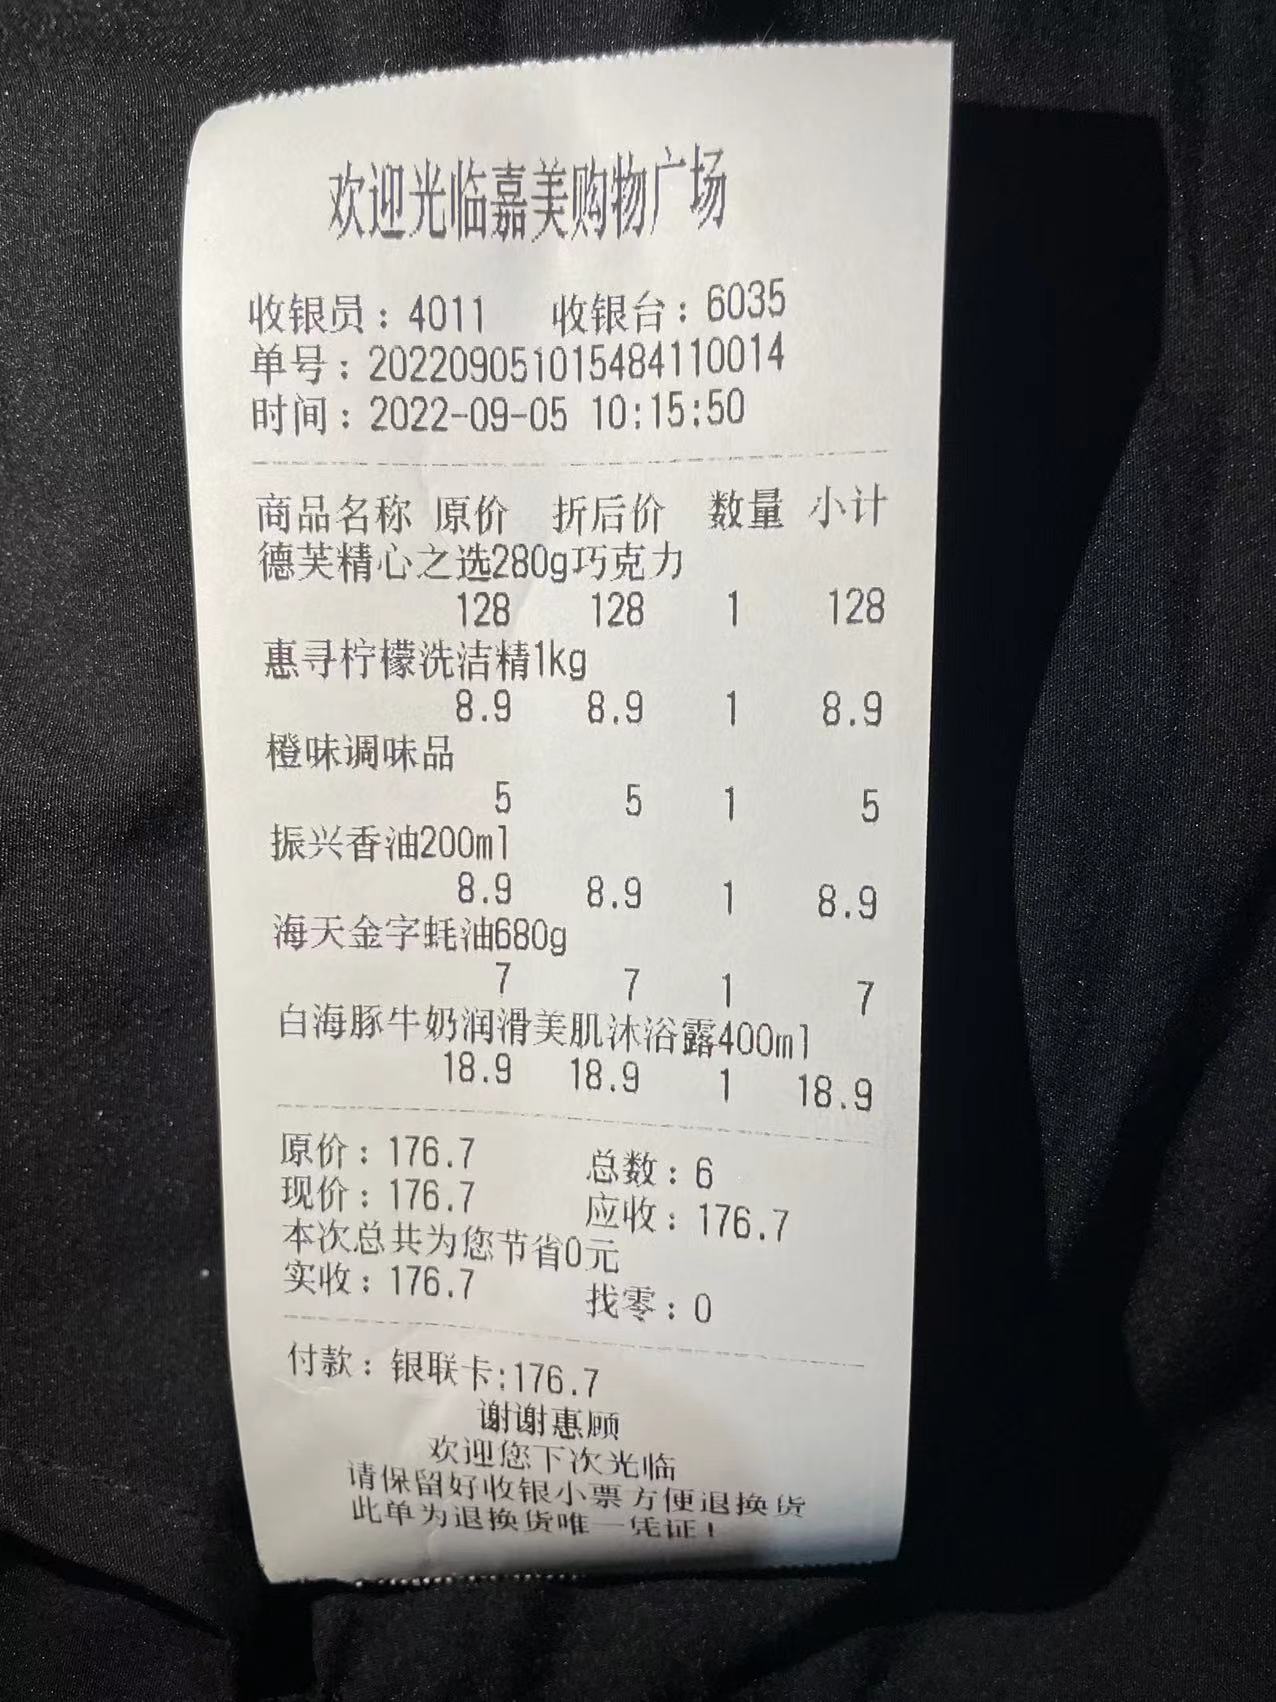 欢迎光临嘉美购物广场
收银员：4011 收银台：6035
单号：202209051015484110014
时间：2022-09-05 10:15:50
商品名称 原价 折后价 数量 小计
德芙精心之选280g巧克力
128 128 1 128
惠寻柠檬洗洁精1kg
8.9 8.9 1 8.9
橙味调味品
5 5 1 5
振兴香油200ml
8.9 8.9 1 8.9
海天金字蚝油680g
7 7 1 7
白海豚牛奶润滑美肌沐浴露400ml
18.9 18.9 1 18.9
原价：176.7 总数：6
现价：176.7 应收：176.7
本次总共为您节省0元
实收：176.7 找零：0
付款：银联卡:176.7
谢谢惠顾
欢迎您下次光临
请保留好收银小票方便退换货
此单为退换货唯一凭证！